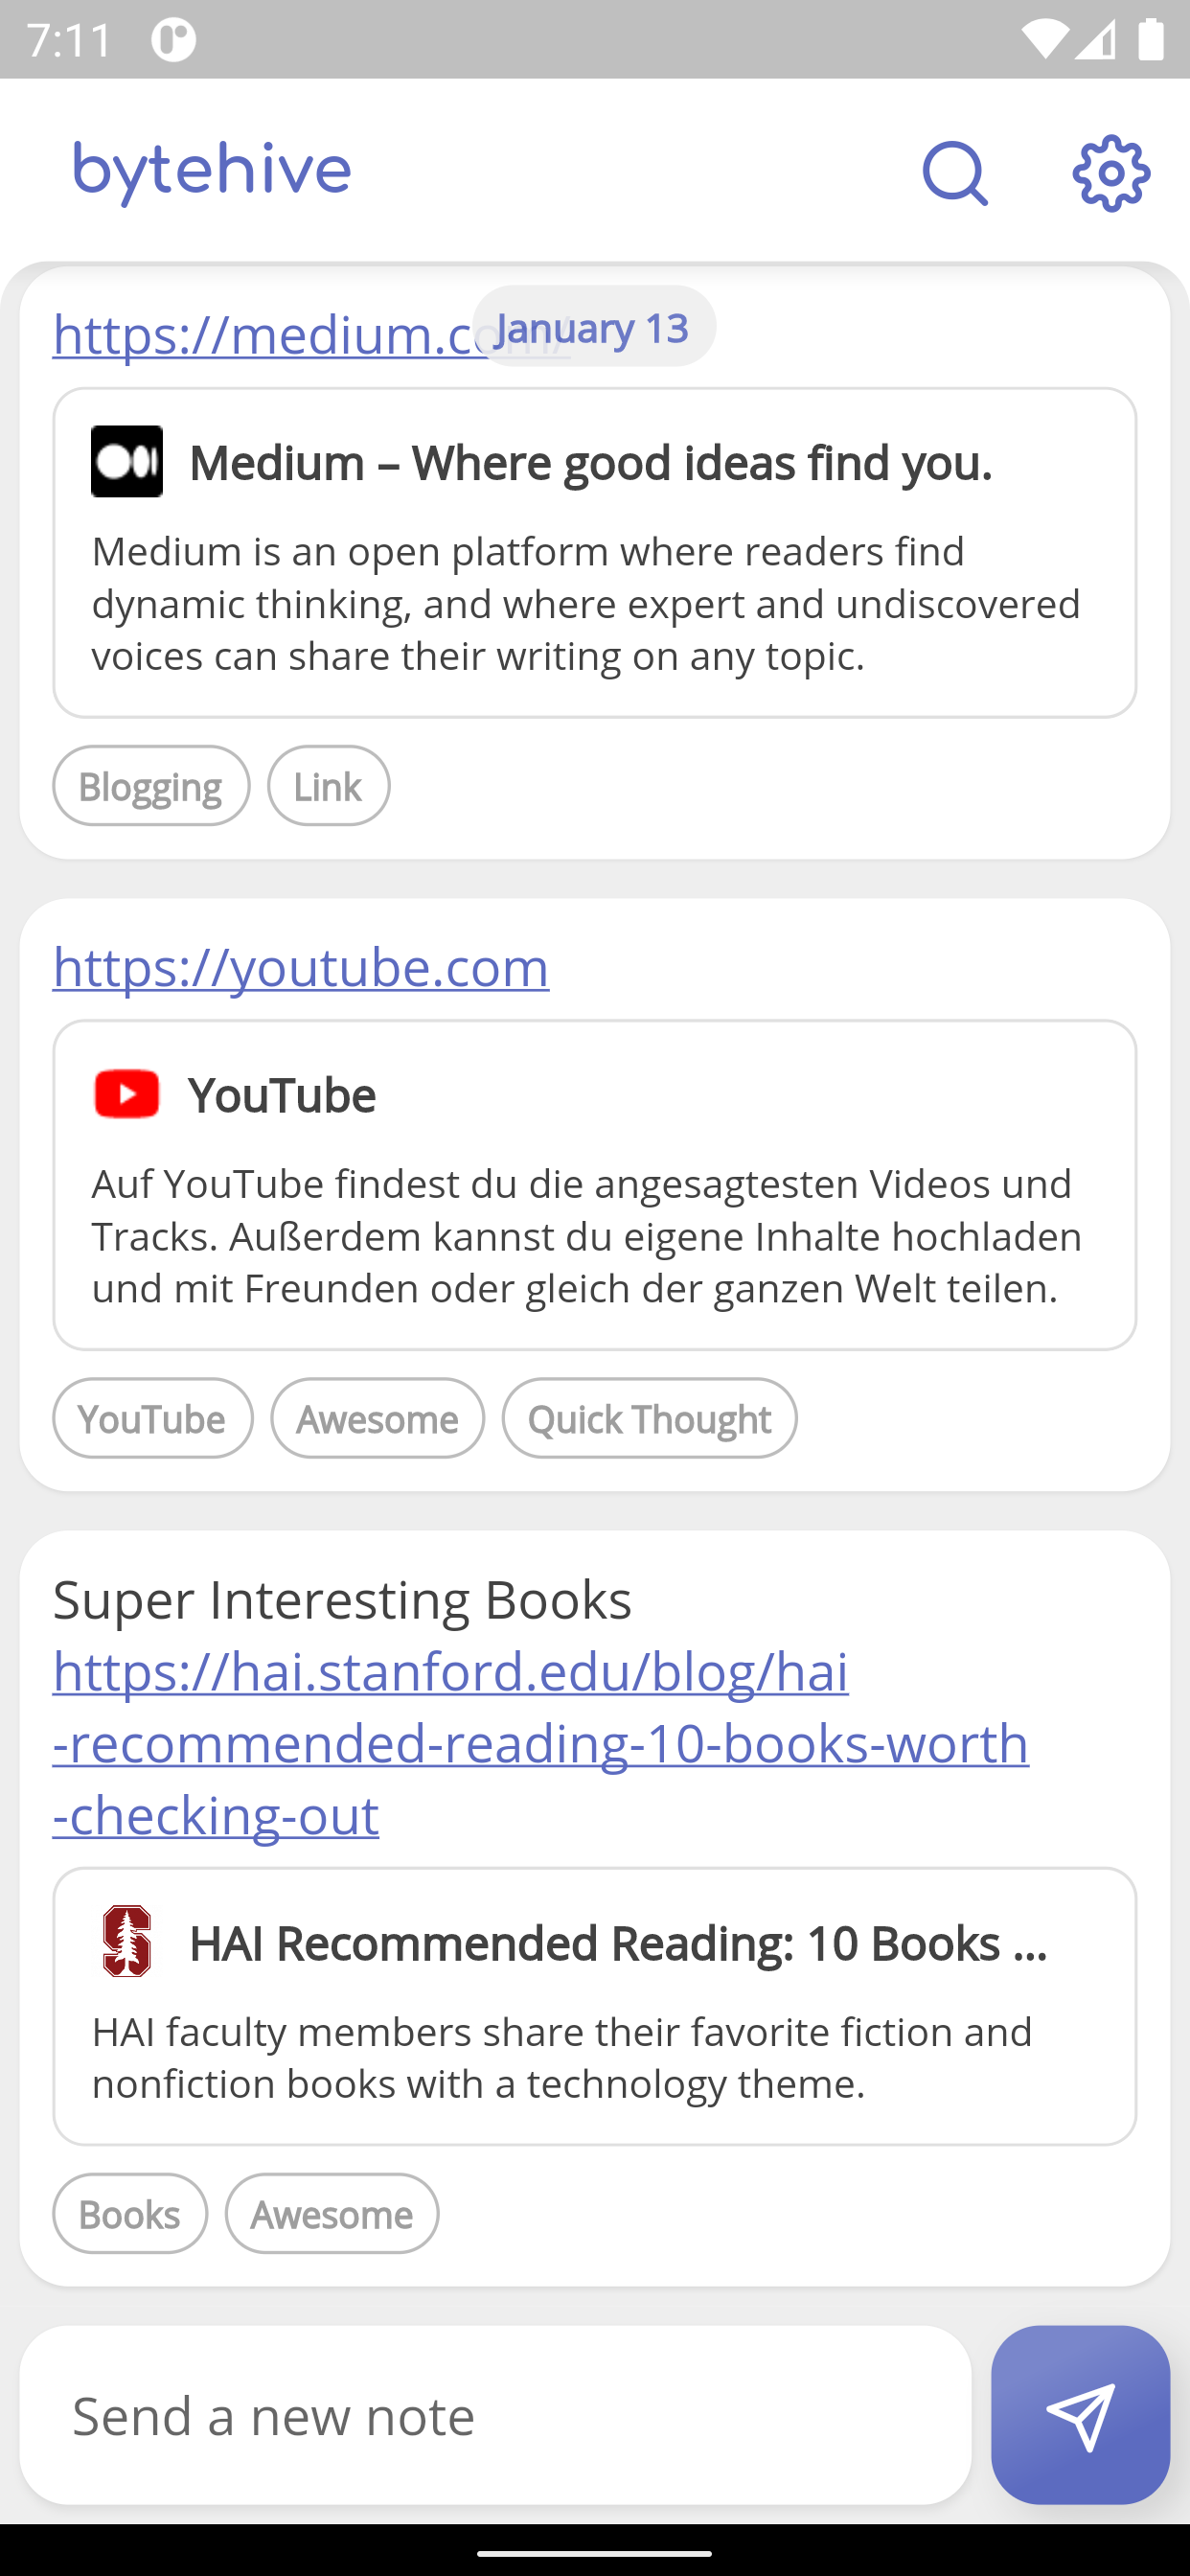 7:11
bytehive
January 13
https://medium.com/
Medium – Where good ideas find you.
Medium is an open platform where readers find
dynamic thinking, and where expert and undiscovered
voices can share their writing on any topic.
Blogging Link
https://youtube.com
YouTube
Auf YouTube findest du die angesagtesten Videos und
Tracks. Außerdem kannst du eigene Inhalte hochladen
und mit Freunden oder gleich der ganzen Welt teilen.
YouTube Awesome Quick Thought
Super Interesting Books
https://hai.stanford.edu/blog/hai
-recommended-reading-10-books-worth
-checking-out
HAI Recommended Reading: 10 Books ...
HAI faculty members share their favorite fiction and
nonfiction books with a technology theme.
Books Awesome
Send a new note